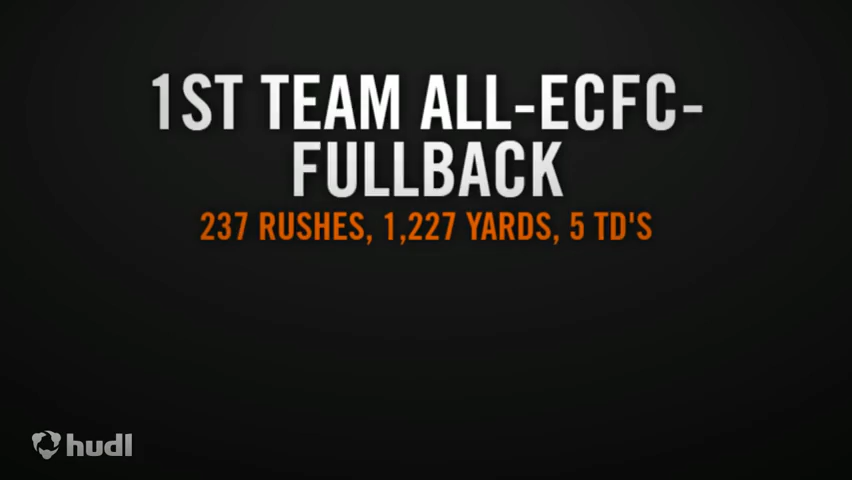 1ST TEAM ALL-ECFC-
FULLBACK
237 RUSHES, 1,227 YARDS, 5 TD'S
hudl